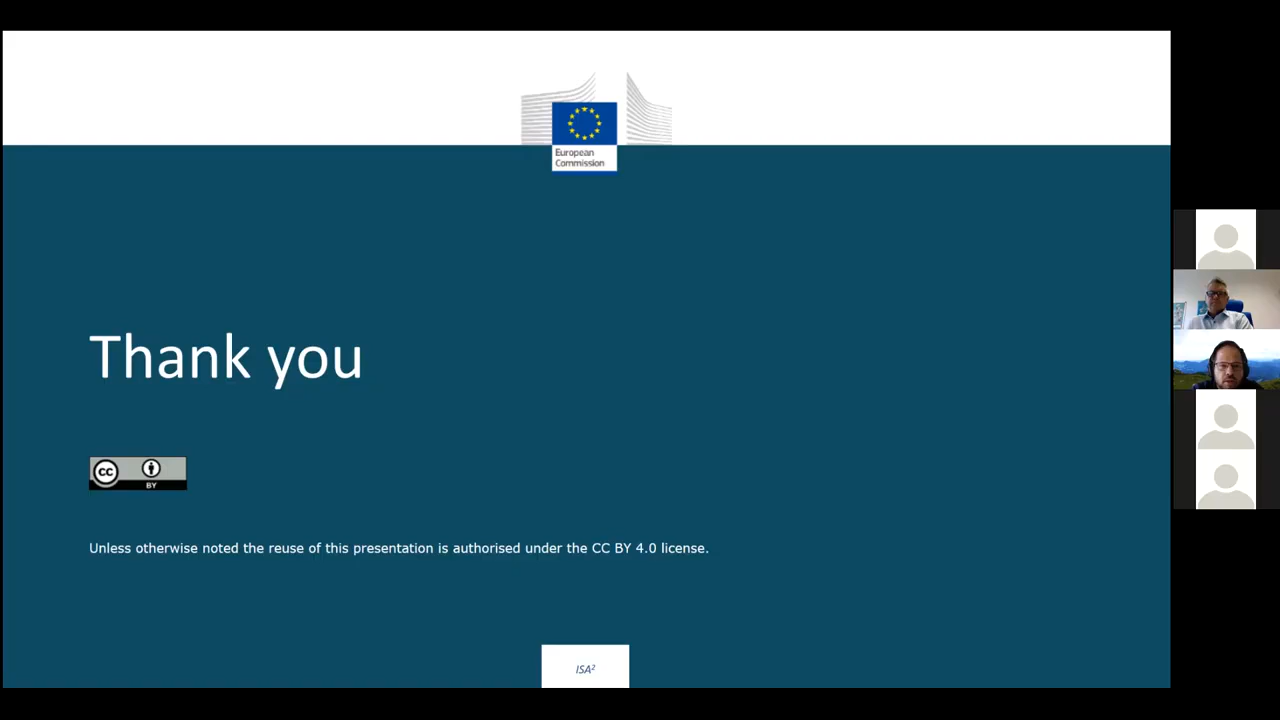 European
Commission
Thank you
CC
BY
Unless otherwise noted the reuse of this presentation is authorised under the CC BY 4.0 license.
ISA²